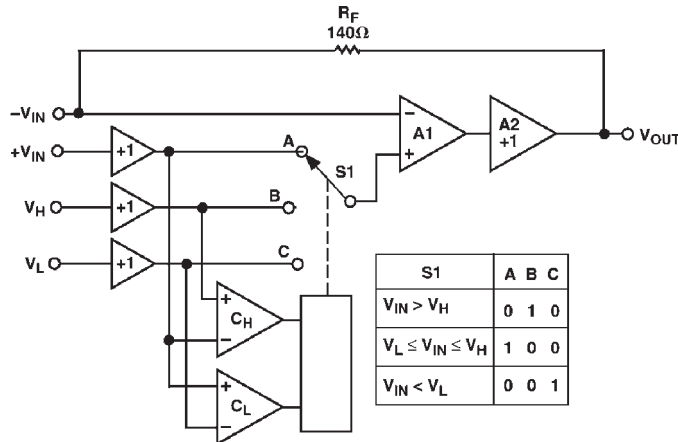 R_F
140Ω
−V_IN
+V_IN
V_H
V_L
+1
+1
+1
A
B
C
S1
−
+
A1
A2
+1
V_OUT
+
−
C_H
+
−
C_L
S1 A B C
V_IN > V_H 0 1 0
V_L ≤ V_IN ≤ V_H 1 0 0
V_IN < V_L 0 0 1